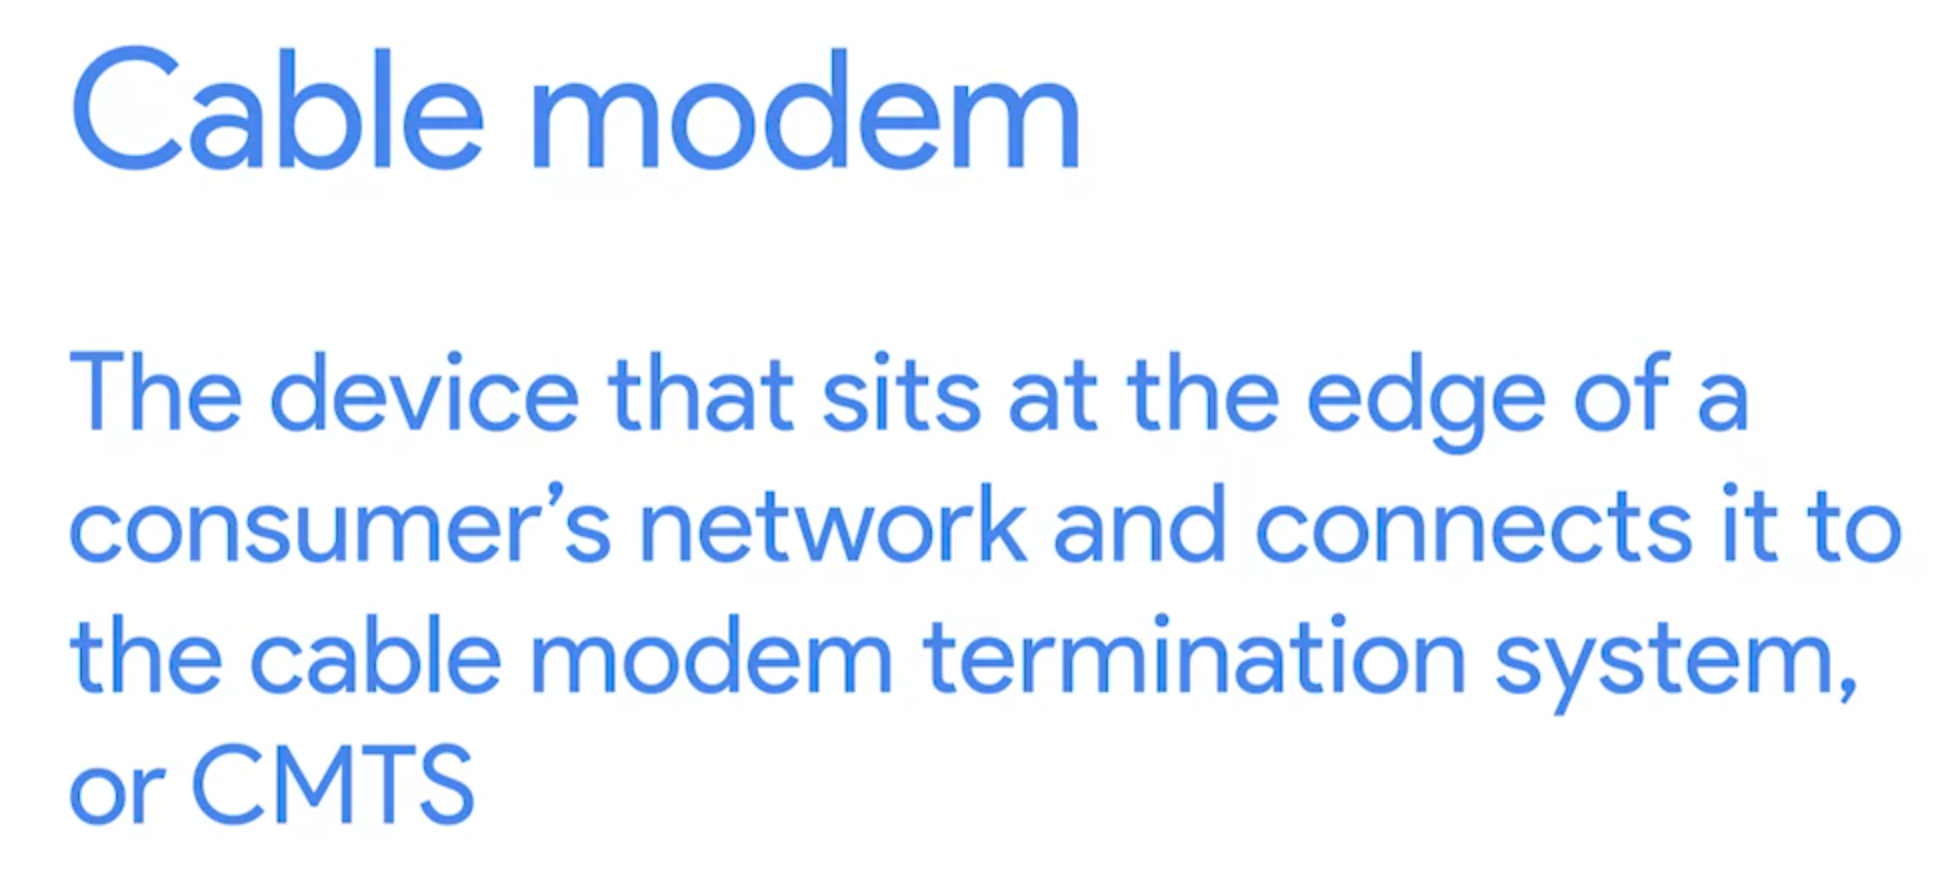 Cable modem
The device that sits at the edge of a
consumer’s network and connects it to
the cable modem termination system,
or CMTS